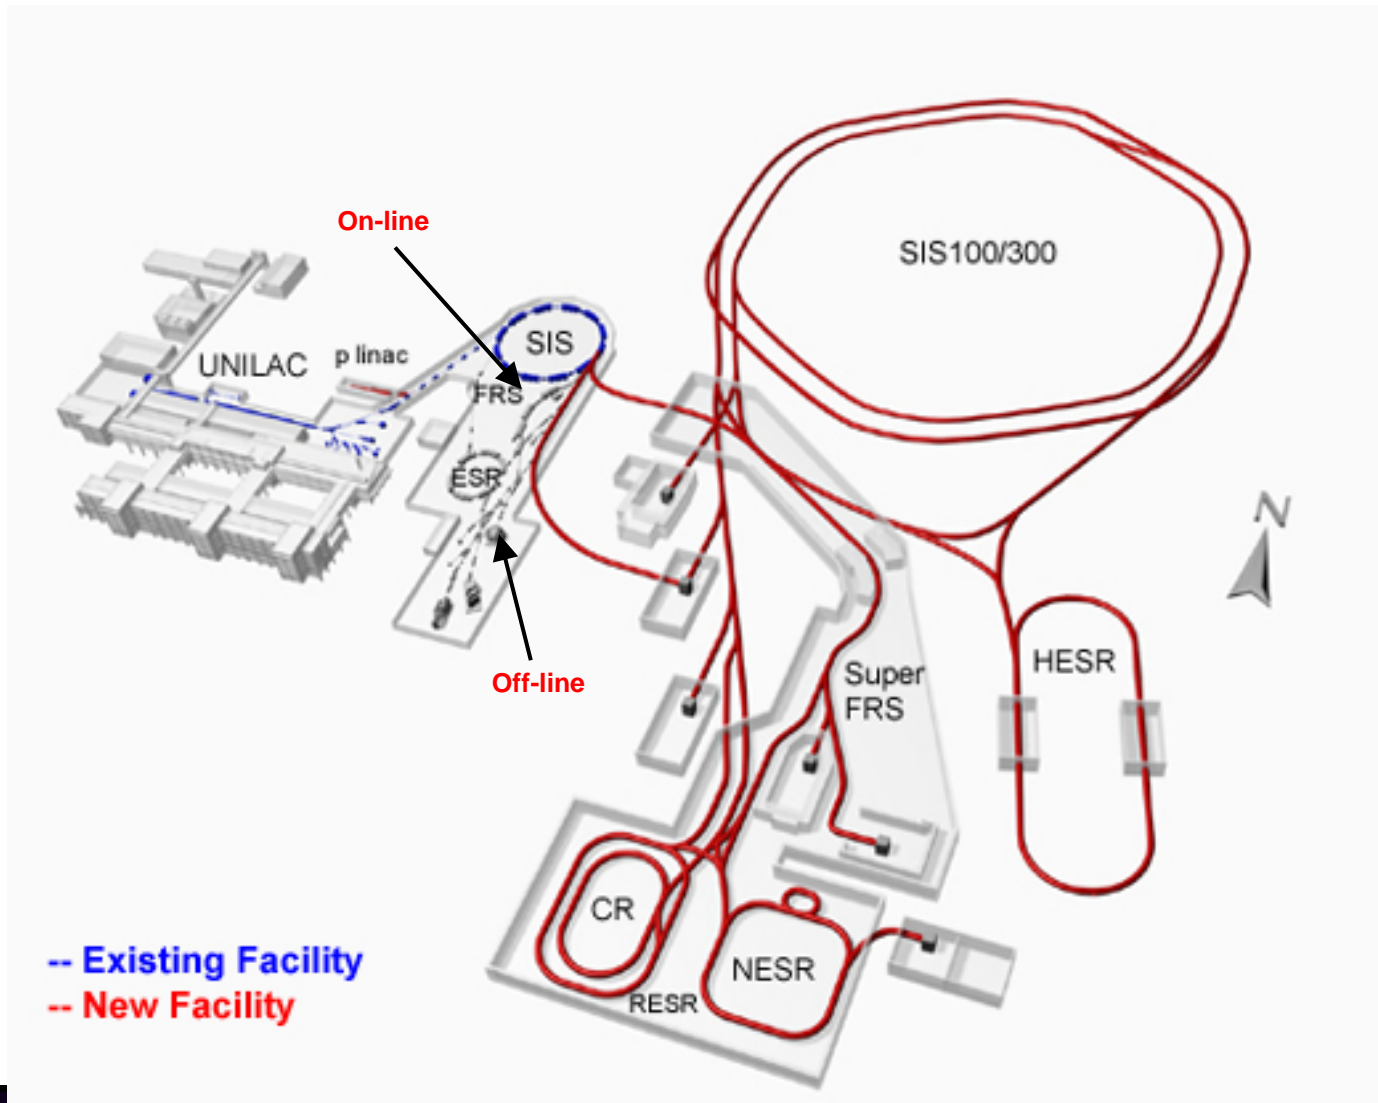 On-line
SIS100/300
SIS
p linac
UNILAC
FRS
ESR
N
Off-line
HESR
Super
FRS
CR
NESR
RESR
-- Existing Facility
-- New Facility